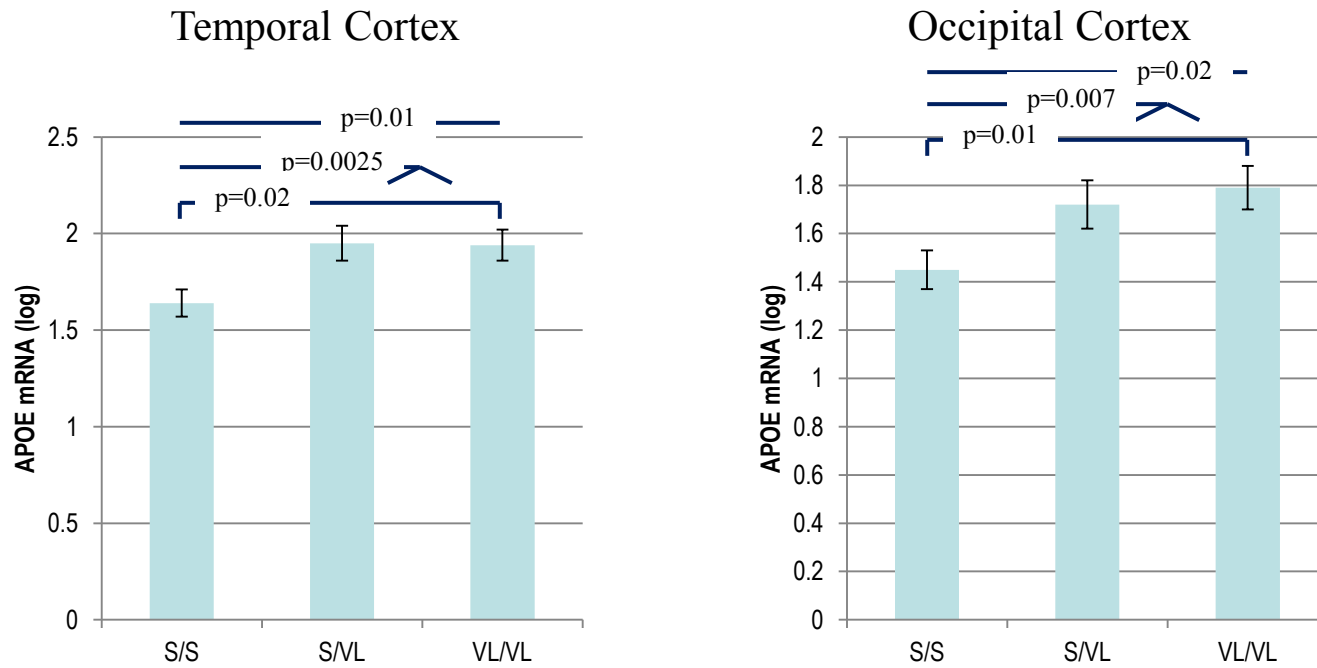 Temporal Cortex
p=0.01
p=0.0025
p=0.02
2.5
2
1.5
1
0.5
0
APOE mRNA (log)
S/S
S/VL
VL/VL
Occipital Cortex
p=0.02
p=0.007
p=0.01
2
1.8
1.6
1.4
1.2
1
0.8
0.6
0.4
0.2
0
APOE mRNA (log)
S/S
S/VL
VL/VL